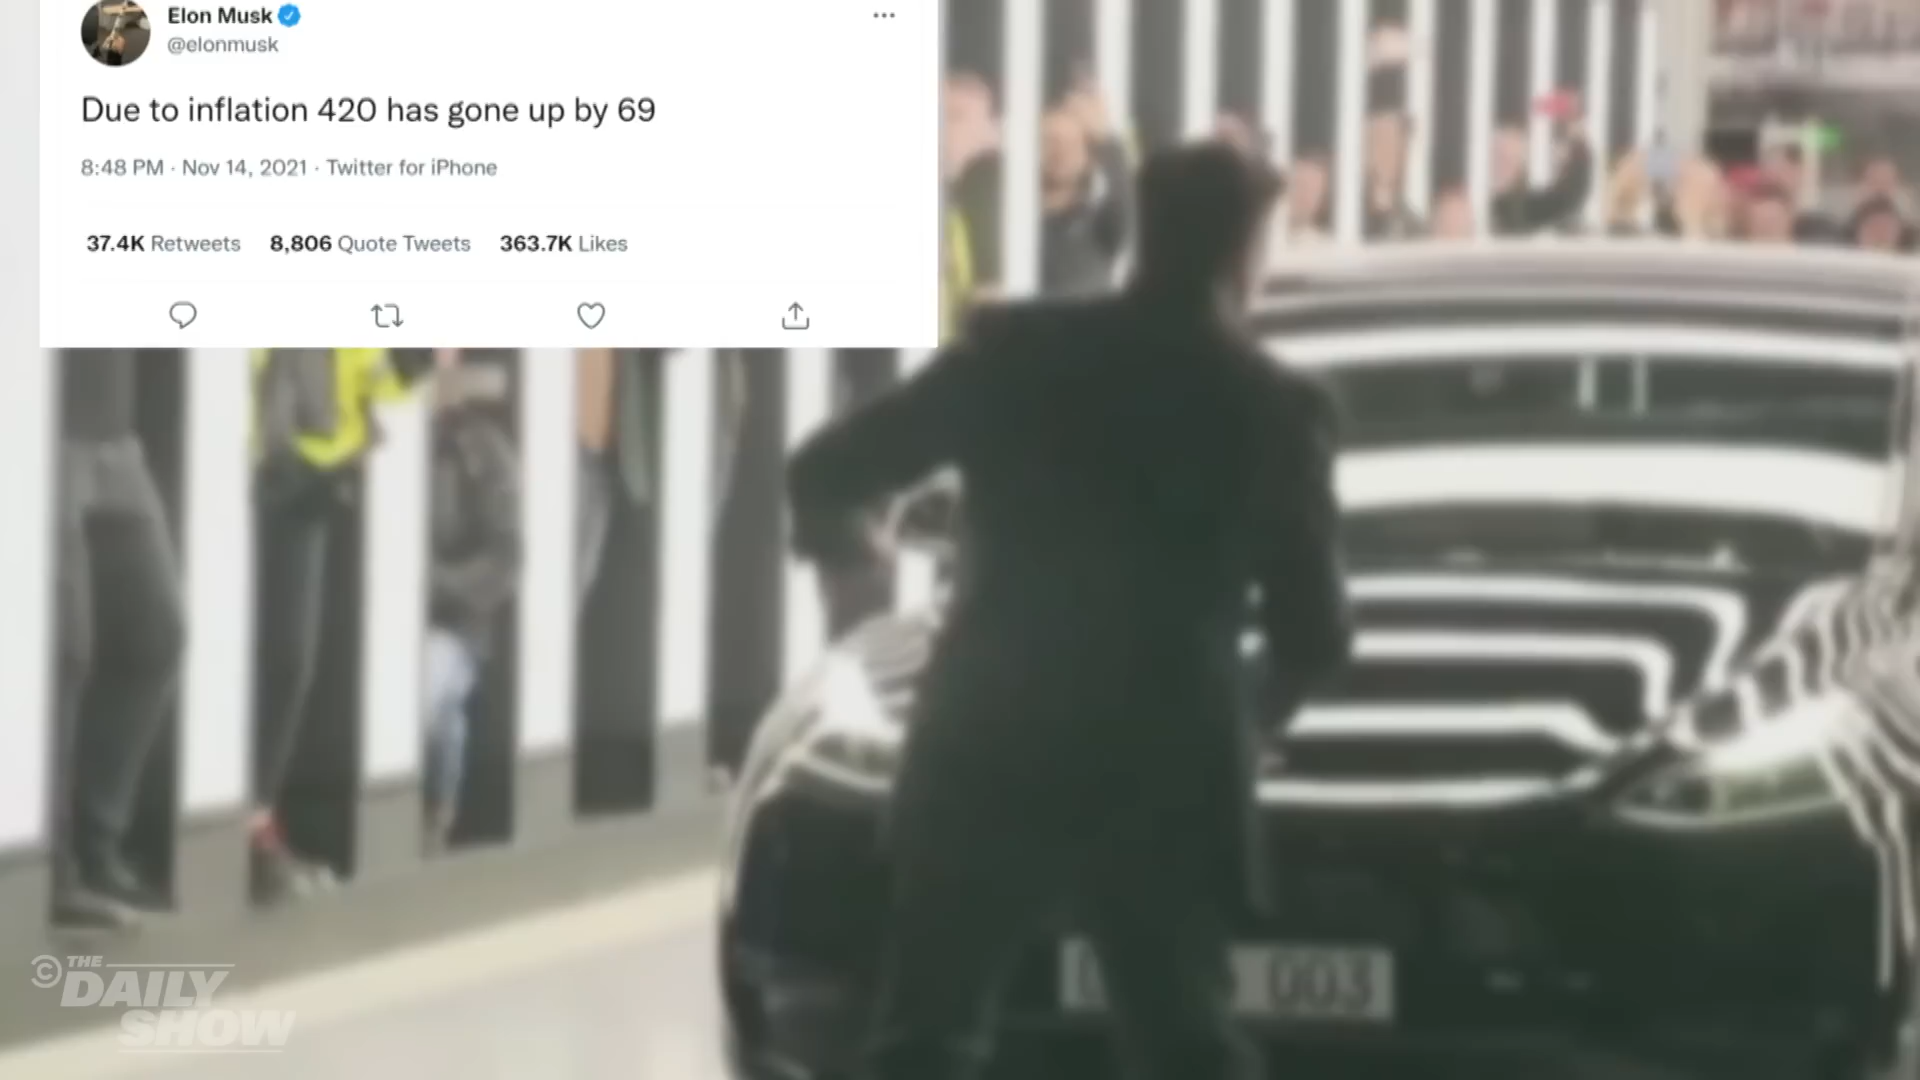 Elon Musk
@elonmusk
Due to inflation 420 has gone up by 69
8:48 PM · Nov 14, 2021 · Twitter for iPhone
37.4K Retweets 8,806 Quote Tweets 363.7K Likes
003
THE
DAILY
SHOW